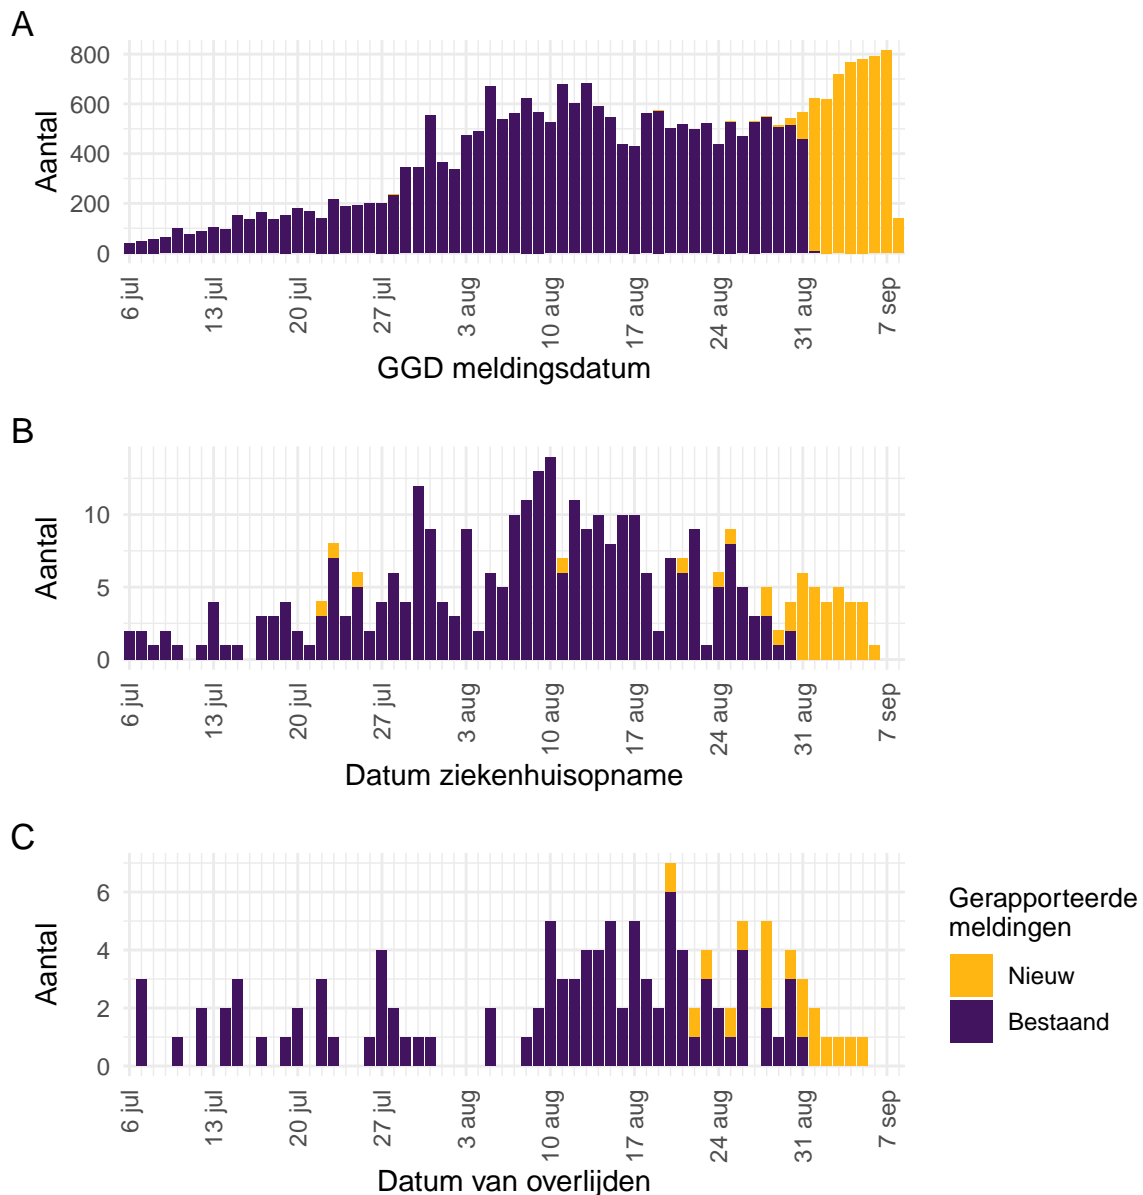 A
Aantal
800
600
400
200
0
6 jul
13 jul
20 jul
27 jul
3 aug
10 aug
17 aug
24 aug
31 aug
7 sep
GGD meldingsdatum
B
Aantal
10
5
0
6 jul
13 jul
20 jul
27 jul
3 aug
10 aug
17 aug
24 aug
31 aug
7 sep
Datum ziekenhuisopname
C
Aantal
6
4
2
0
6 jul
13 jul
20 jul
27 jul
3 aug
10 aug
17 aug
24 aug
31 aug
7 sep
Datum van overlijden
Gerapporteerde
meldingen
Nieuw
Bestaand